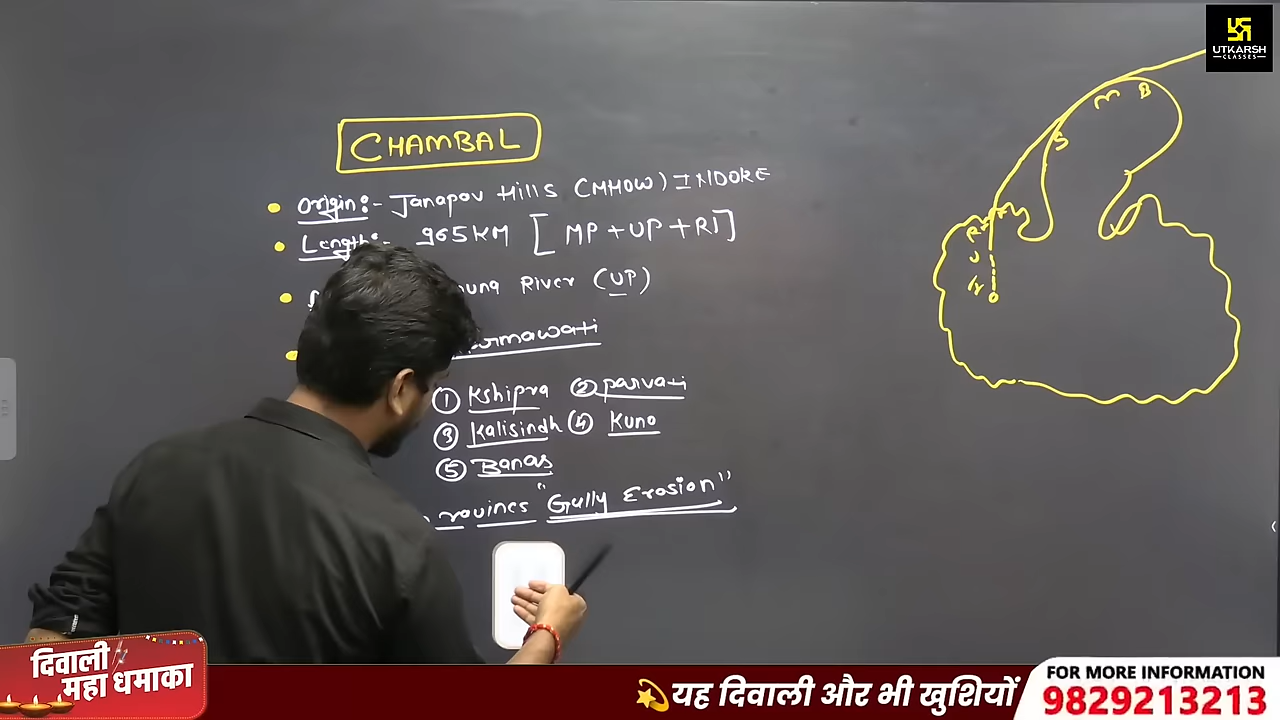 UTKARSH
CLASSES
CHAMBAL
Origin:- Janapav Hills (MHOW) INDORE
Length:- 965KM [MP+UP+RJ]
River (UP)
① Kshipra ② Parvati
③ Kalisindh ④ Kuno
⑤ Banas
ravines "Gully Erosion"
S
M B
दिवाली
महा धमाका
यह दिवाली और भी खुशियों
FOR MORE INFORMATION
9829213213